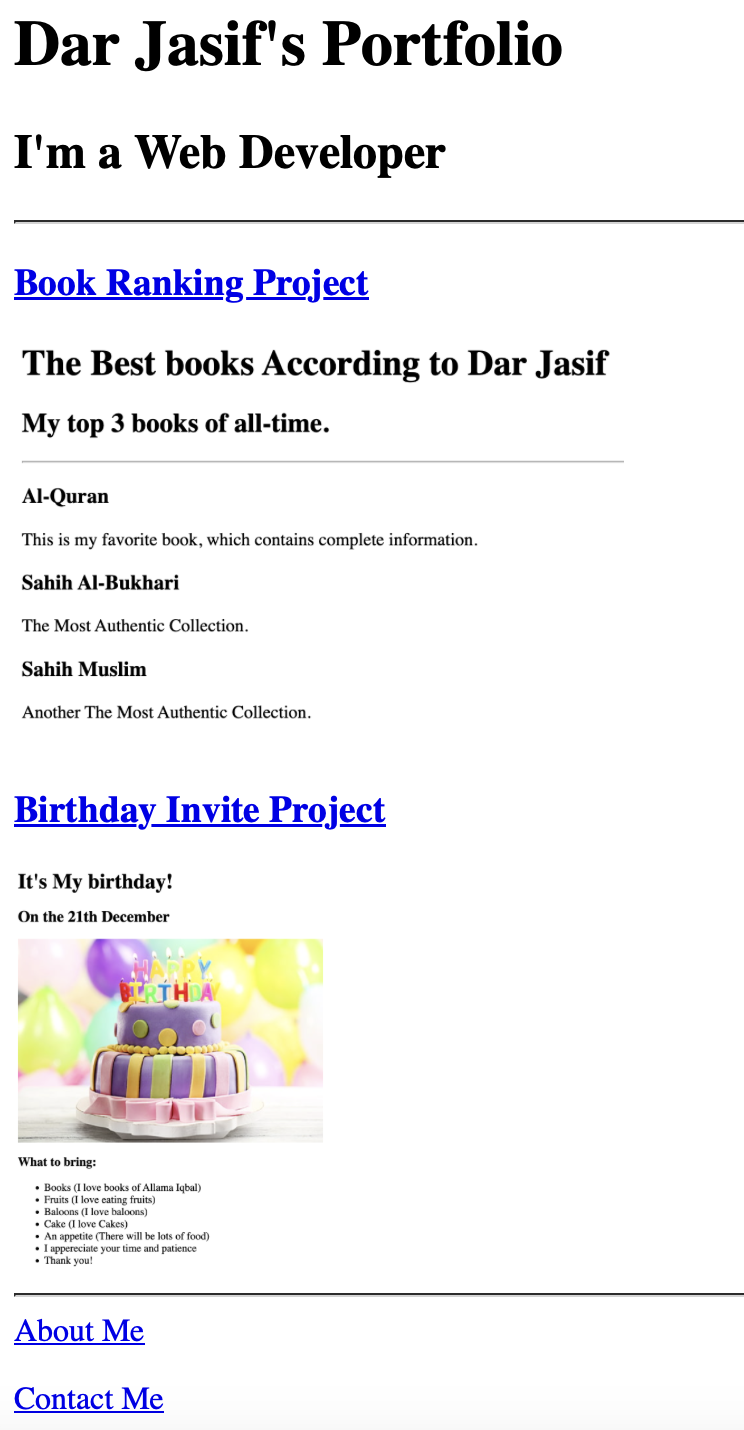 Dar Jasif's Portfolio
I'm a Web Developer
Book Ranking Project
The Best books According to Dar Jasif
My top 3 books of all-time.
Al-Quran
This is my favorite book, which contains complete information.
Sahih Al-Bukhari
The Most Authentic Collection.
Sahih Muslim
Another The Most Authentic Collection.
Birthday Invite Project
It's My birthday!
On the 21th December
HAPPY
BIRTHDAY
What to bring:
• Books (I love books of Allama Iqbal)
• Fruits (I love eating fruits)
• Baloons (I love baloons)
• Cake (I love Cakes)
• An appetite (There will be lots of food)
• I appereciate your time and patience
• Thank you!
About Me
Contact Me